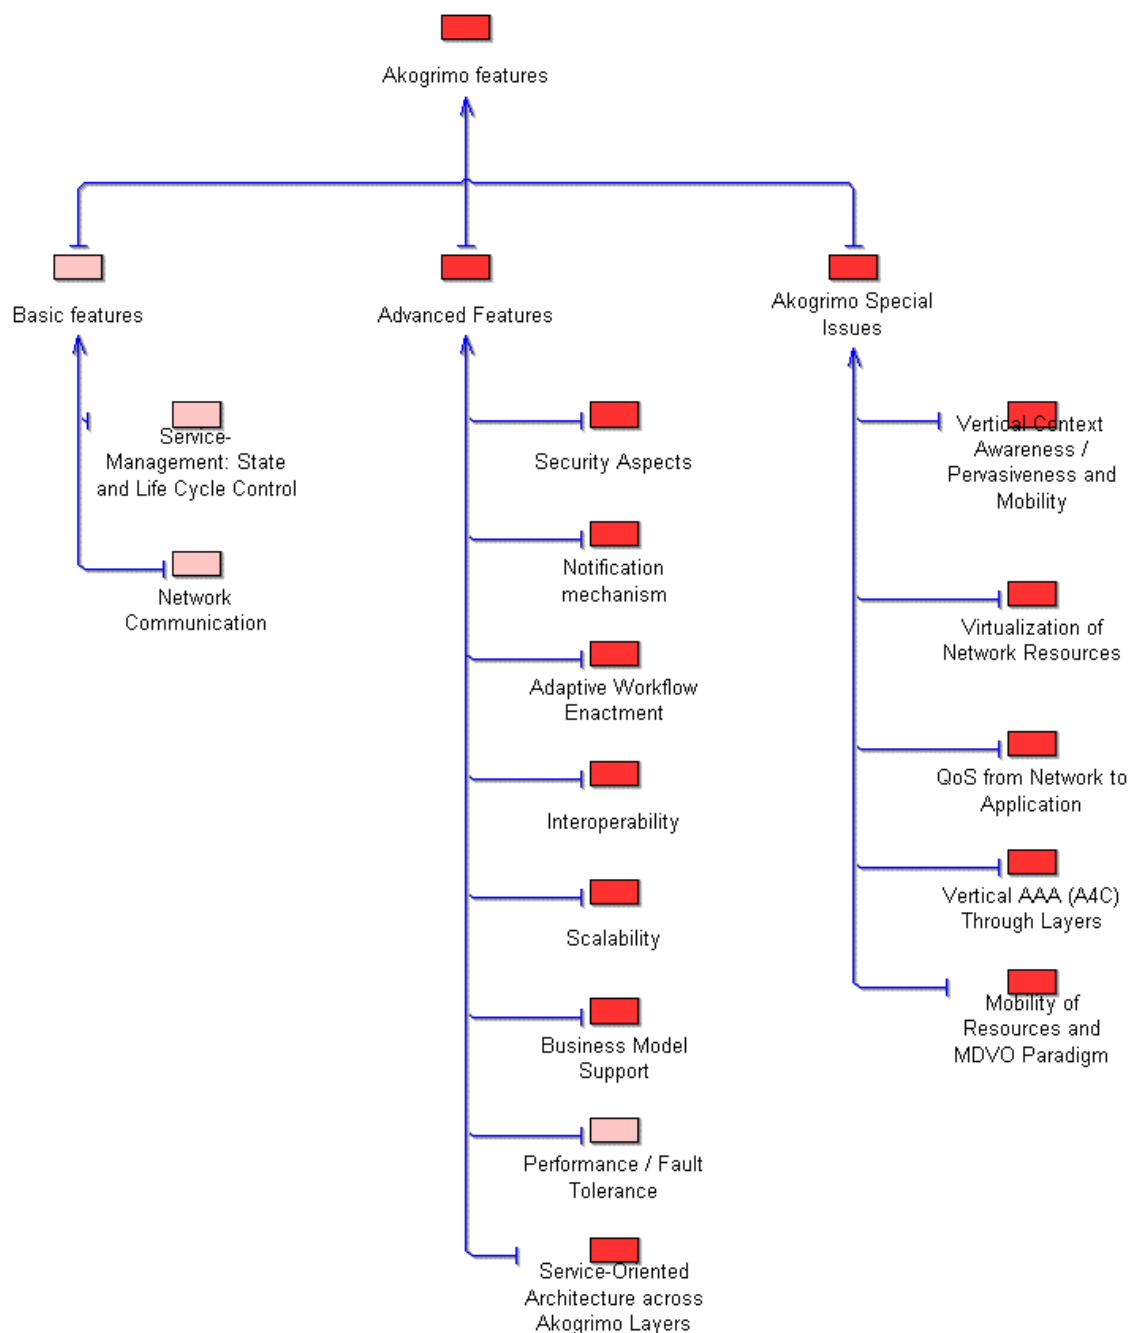 Akogrimo features
Basic features
Advanced Features
Akogrimo Special
Issues
Service-
Management: State
and Life Cycle Control
Network
Communication
Security Aspects
Notification
mechanism
Adaptive Workflow
Enactment
Interoperability
Scalability
Business Model
Support
Performance / Fault
Tolerance
Service-Oriented
Architecture across
Akogrimo Layers
Vertical Context
Awareness /
Pervasiveness and
Mobility
Virtualization of
Network Resources
QoS from Network to
Application
Vertical AAA (A4C)
Through Layers
Mobility of
Resources and
MDVO Paradigm